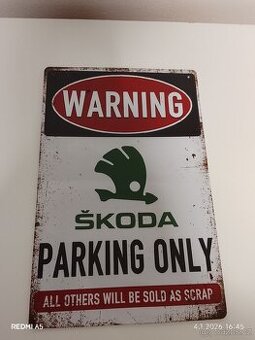 WARNING
ŠKODA
PARKING ONLY
ALL OTHERS WILL BE SOLD AS SCRAP
REDMI A5
4.1.2026 16:45